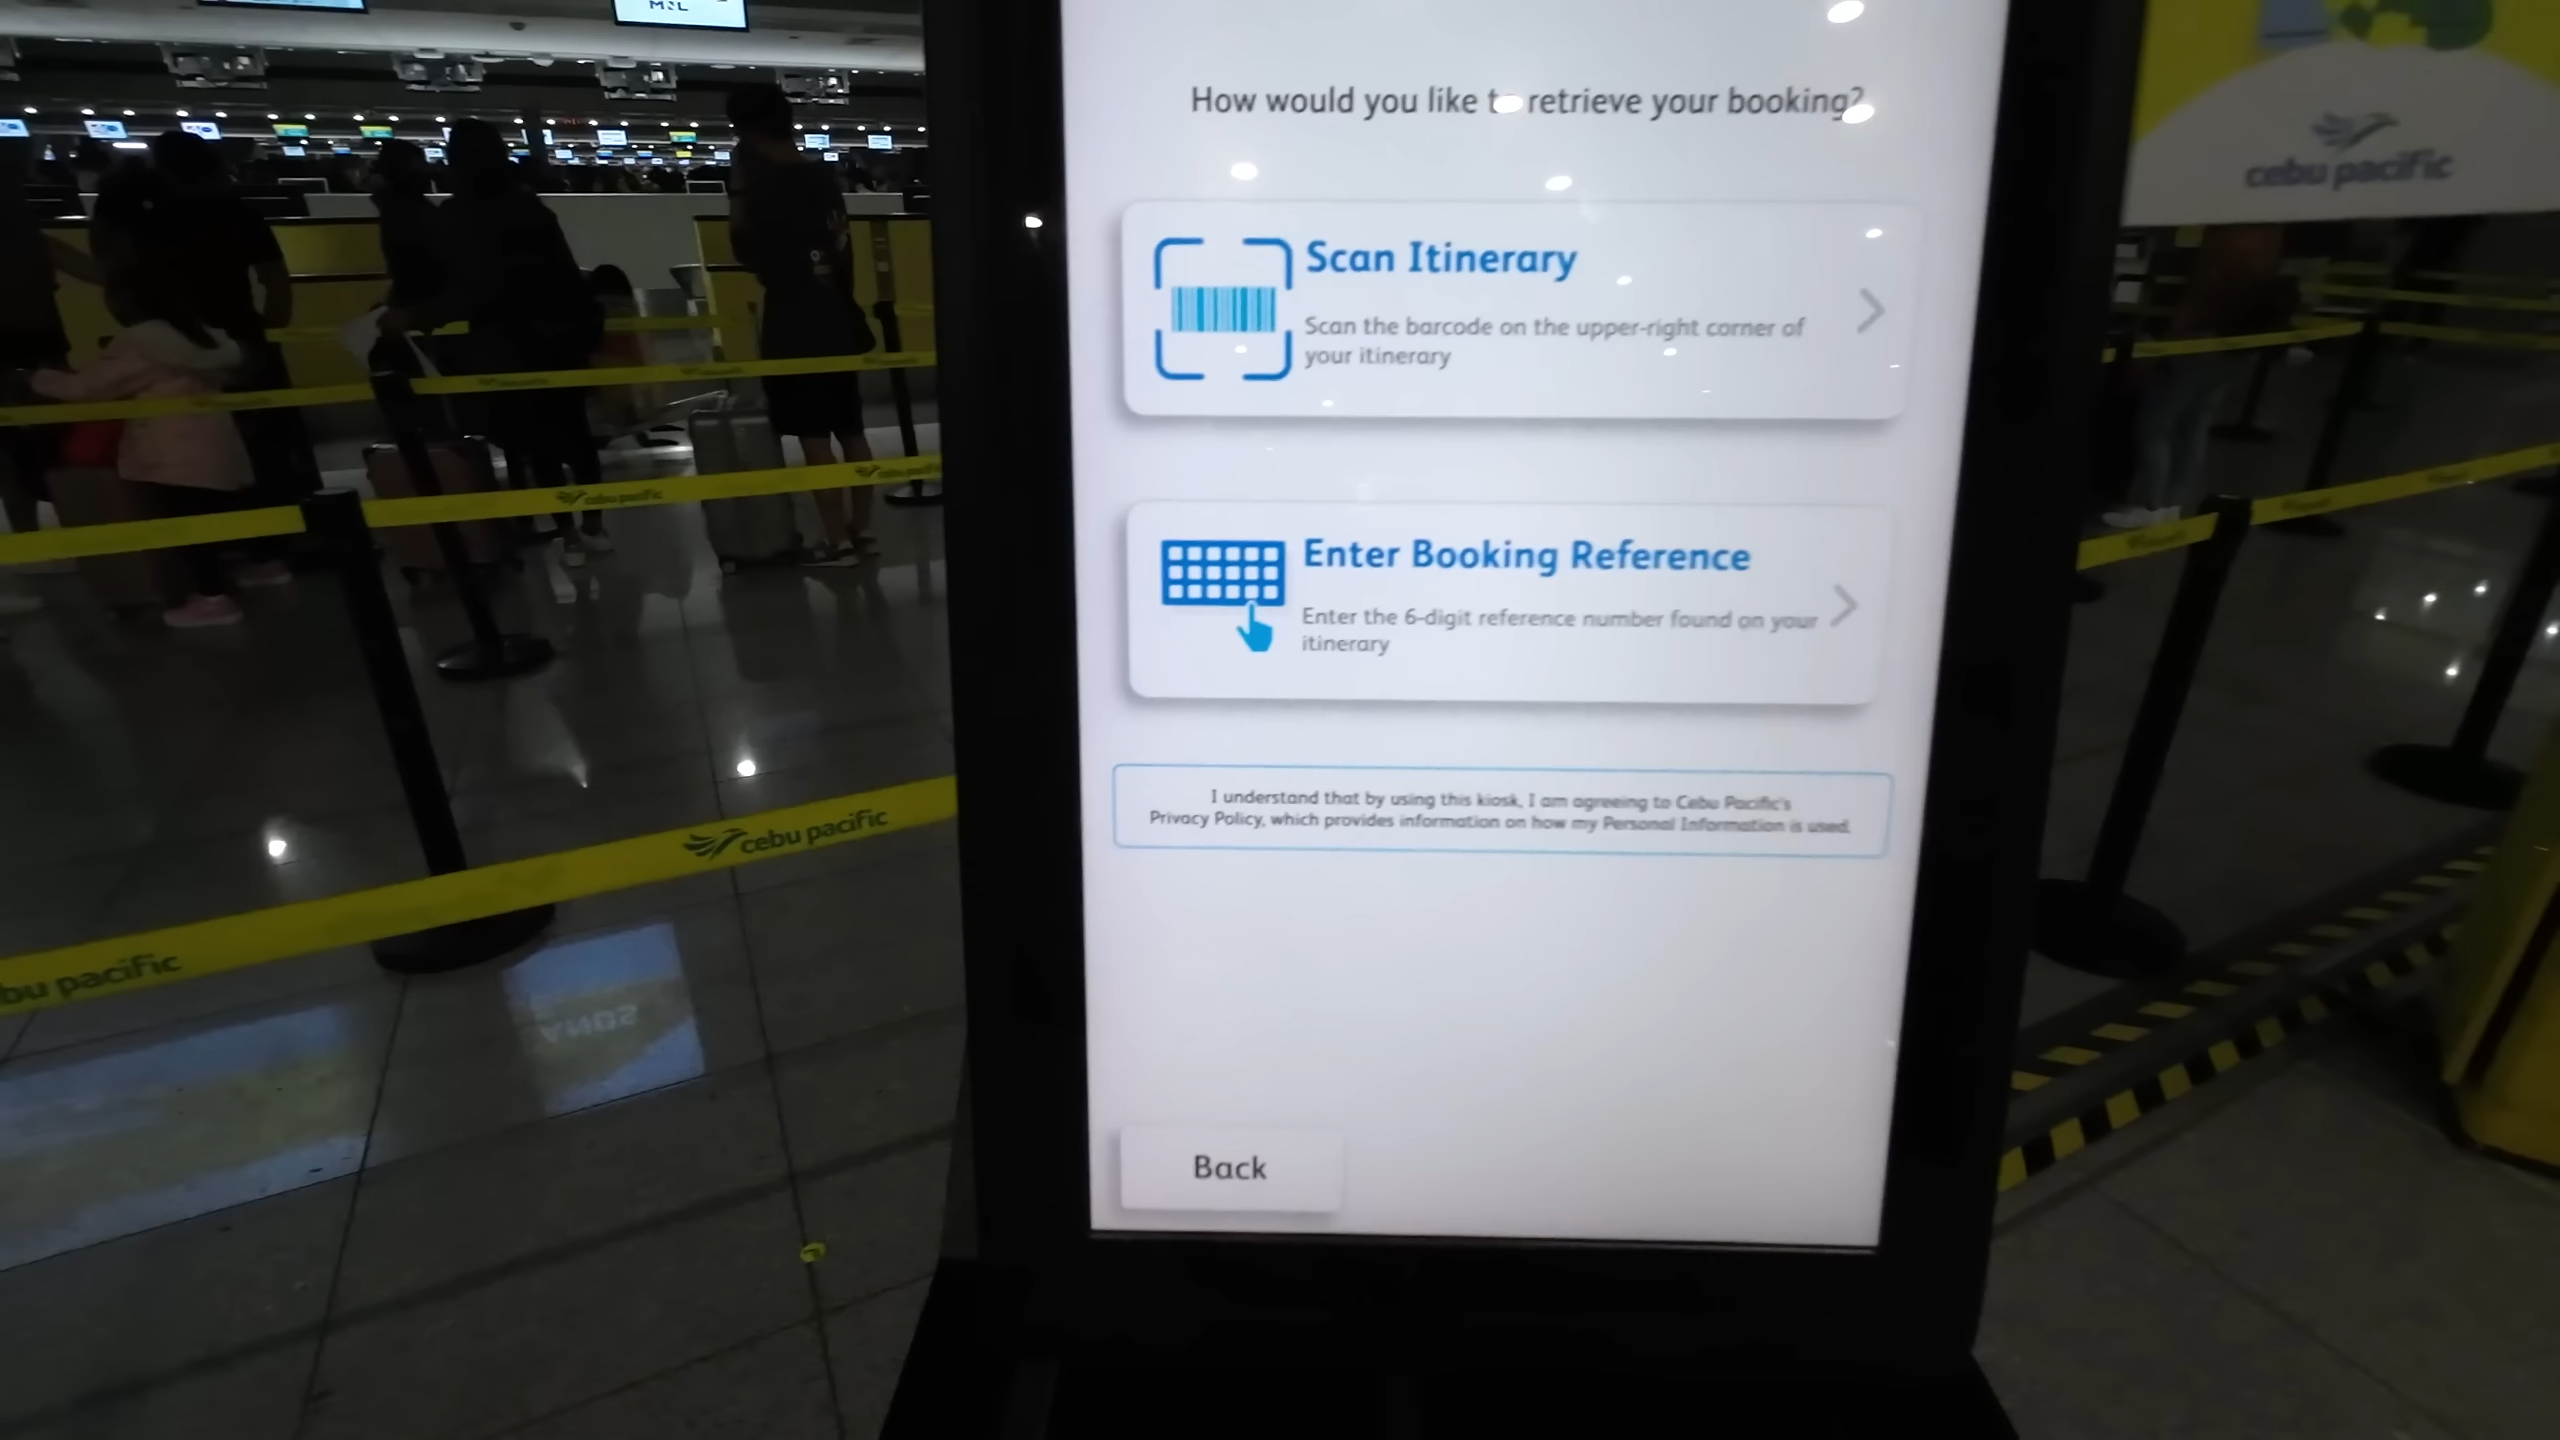 How would you like to retrieve your booking?
Scan Itinerary
Scan the barcode on the upper-right corner of
your itinerary
Enter Booking Reference
Enter the 6-digit reference number found on your
itinerary
I understand that by using this kiosk, I am agreeing to Cebu Pacific's
Privacy Policy, which provides information on how my Personal Information is used.
Back
cebu pacific
cebu pacific
cebu pacific
bu pacific